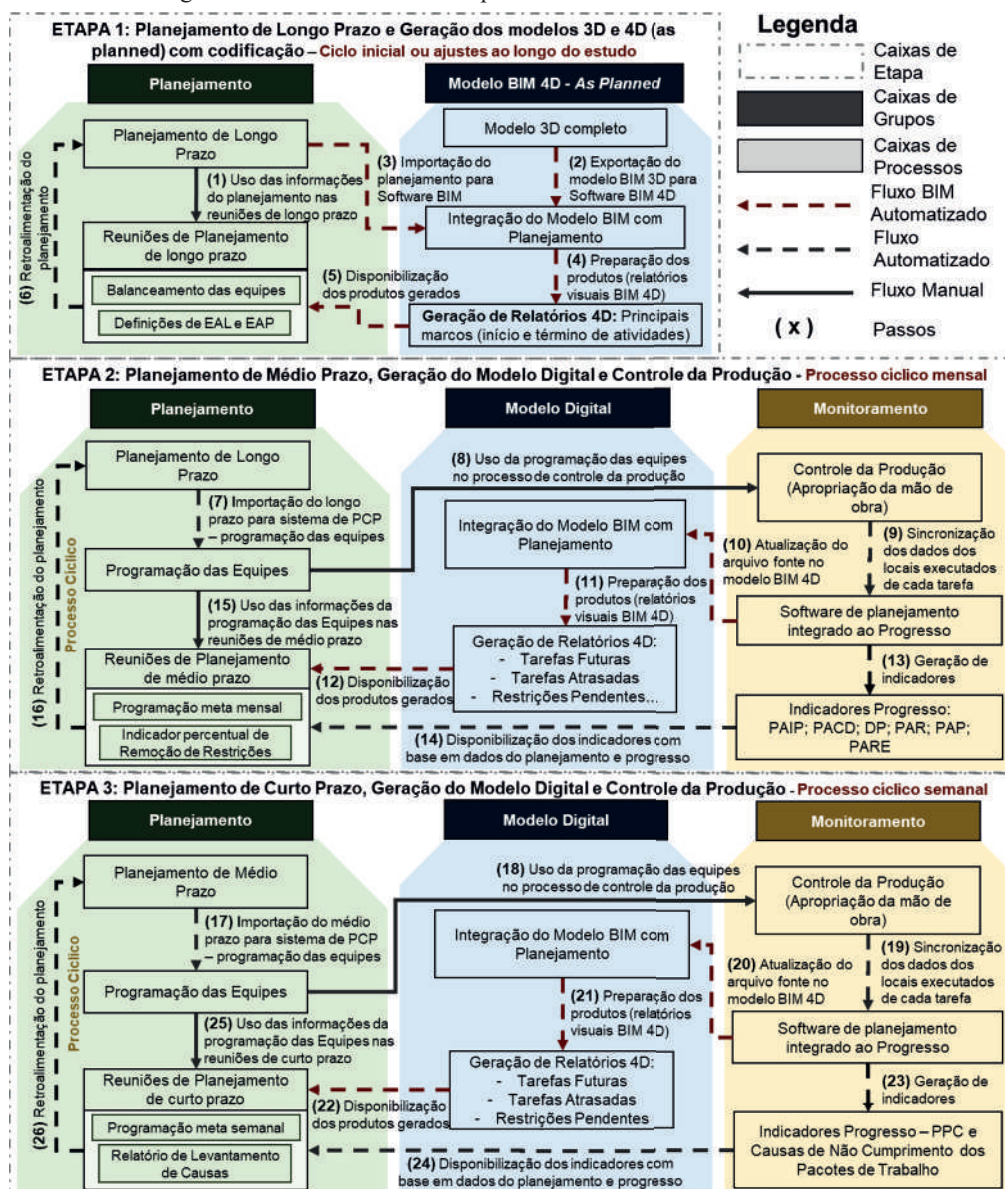 ETAPA 1: Planejamento de Longo Prazo e Geração dos modelos 3D e 4D (as
planned) com codificação – Ciclo inicial ou ajustes ao longo do estudo
Planejamento
Modelo BIM 4D - As Planned
Planejamento de Longo
Prazo
Modelo 3D completo
(3) Importação do
planejamento para
Software BIM
(2) Exportação do
modelo BIM 3D para
Software BIM 4D
(1) Uso das informações
do planejamento nas
reuniões de longo prazo
Integração do Modelo BIM com
Planejamento
Reuniões de Planejamento
de longo prazo
(4) Preparação dos
produtos (relatórios
visuais BIM 4D)
(5) Disponibilização
dos produtos gerados
Balanceamento das equipes
Definições de EAL e EAP
Geração de Relatórios 4D: Principais
marcos (início e término de atividades)
(6) Retroalimentação do
planejamento
Legenda
Caixas de
Etapa
Caixas de
Grupos
Caixas de
Processos
Fluxo BIM
Automatizado
Fluxo
Automatizado
Fluxo Manual
( x )
Passos
ETAPA 2: Planejamento de Médio Prazo, Geração do Modelo Digital e Controle da Produção - Processo ciclico mensal
Planejamento
Modelo Digital
Monitoramento
Planejamento de Longo
Prazo
(8) Uso da programação das equipes
no processo de controle da produção
Controle da Produção
(Apropriação da mão de
obra)
(7) Importação do longo
prazo para sistema de PCP
– programação das equipes
Integração do Modelo BIM com
Planejamento
(10) Atualização do
arquivo fonte no
modelo BIM 4D
(9) Sincronização
dos dados dos
locais executados
de cada tarefa
Programação das Equipes
(11) Preparação dos
produtos (relatórios
visuais BIM 4D)
Software de planejamento
integrado ao Progresso
(15) Uso das informações da
programação das Equipes nas
reuniões de médio prazo
Reuniões de Planejamento
de médio prazo
Geração de Relatórios 4D:
- Tarefas Futuras
- Tarefas Atrasadas
- Restrições Pendentes...
(13) Geração de
indicadores
(12) Disponibilização
dos produtos gerados
Programação meta mensal
Indicador percentual de
Remoção de Restrições
Indicadores Progresso:
PAIP; PACD; DP; PAR; PAP;
PARE
(14) Disponibilização dos indicadores com
base em dados do planejamento e progresso
(16) Retroalimentação do planejamento
Processo Cíclico
ETAPA 3: Planejamento de Curto Prazo, Geração do Modelo Digital e Controle da Produção - Processo ciclico semanal
Planejamento
Modelo Digital
Monitoramento
Planejamento de Médio
Prazo
(18) Uso da programação das equipes
no processo de controle da produção
Controle da Produção
(Apropriação da mão de
obra)
(17) Importação do médio
prazo para sistema de PCP
– programação das equipes
Integração do Modelo BIM com
Planejamento
(20) Atualização do
arquivo fonte no
modelo BIM 4D
(19) Sincronização
dos dados dos
locais executados
de cada tarefa
Programação das Equipes
(21) Preparação dos
produtos (relatórios
visuais BIM 4D)
Software de planejamento
integrado ao Progresso
(25) Uso das informações da
programação das Equipes nas
reuniões de curto prazo
Reuniões de Planejamento
de curto prazo
Geração de Relatórios 4D:
- Tarefas Futuras
- Tarefas Atrasadas
- Restrições Pendentes
(23) Geração de
indicadores
(22) Disponibilização
dos produtos gerados
Programação meta semanal
Relatório de Levantamento
de Causas
Indicadores Progresso – PPC e
Causas de Não Cumprimento dos
Pacotes de Trabalho
(24) Disponibilização dos indicadores com
base em dados do planejamento e progresso
(26) Retroalimentação do planejamento
Processo Cíclico